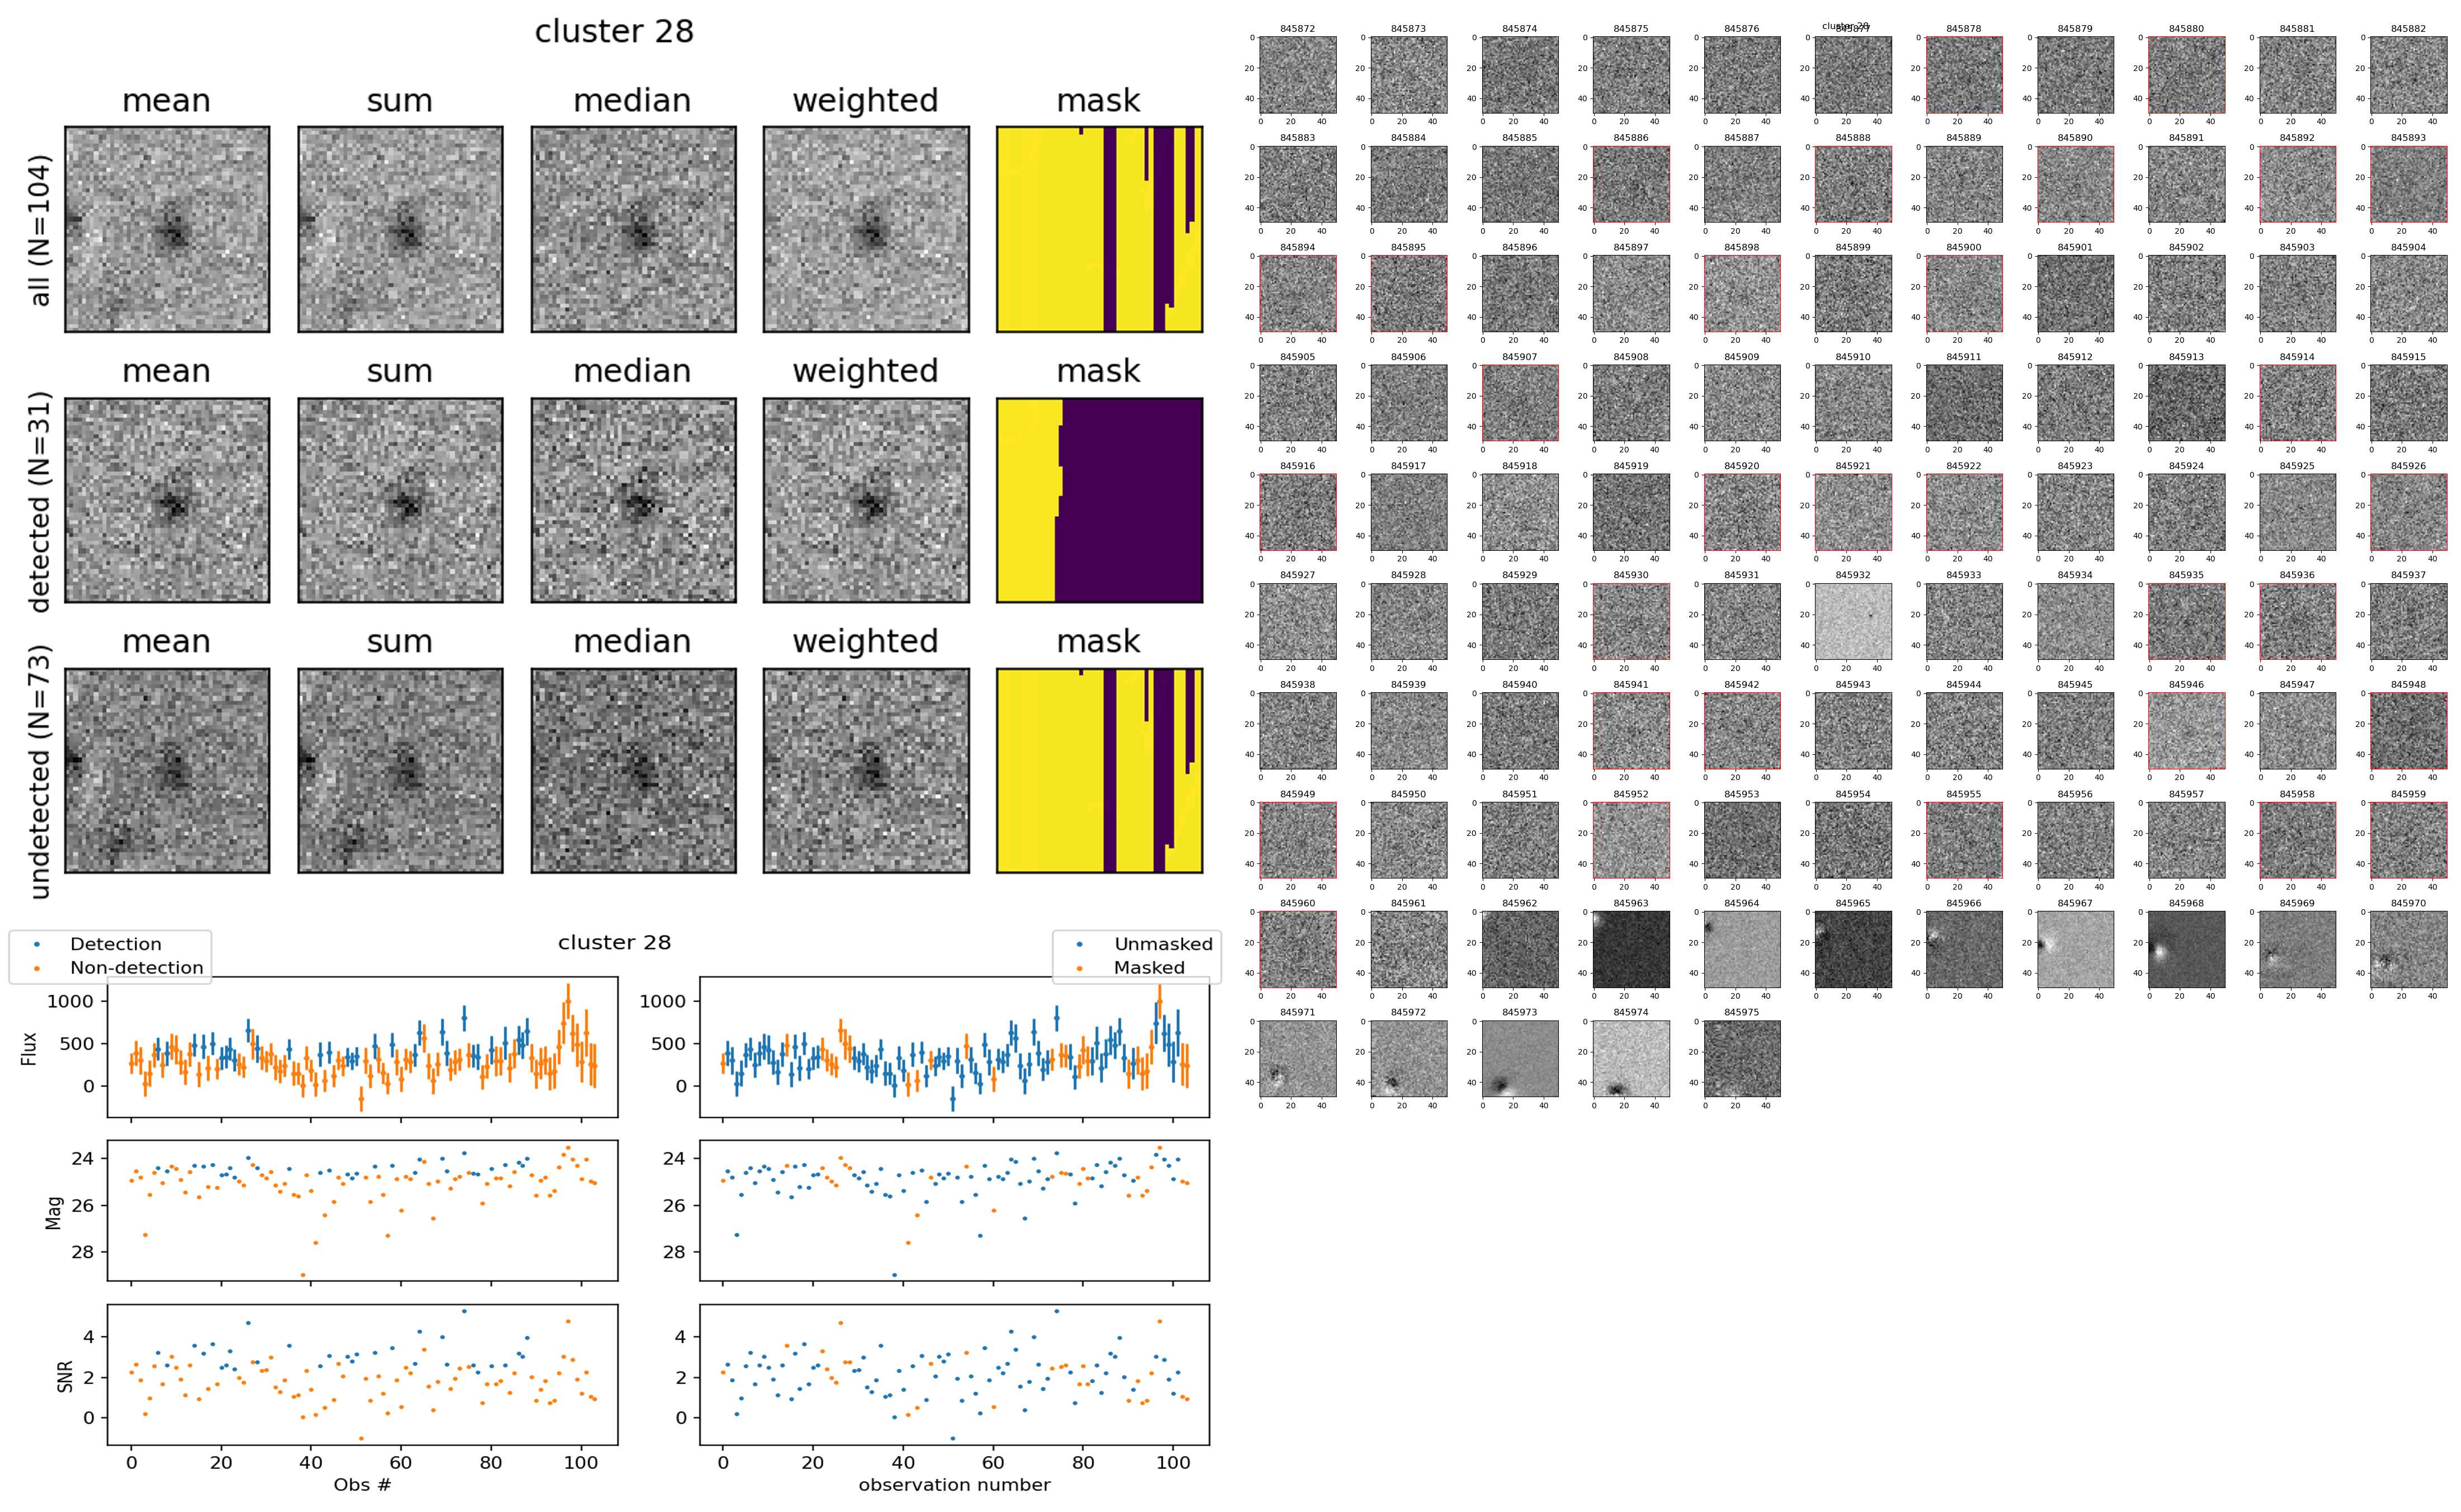 cluster 28
mean sum median weighted mask
all (N=104)
mean sum median weighted mask
detected (N=31)
mean sum median weighted mask
undetected (N=73)
cluster 28
Detection
Non-detection
Unmasked
Masked
Flux
1000
500
0
1000
500
0
Mag
24
26
28
24
26
28
SNR
4
2
0
4
2
0
0 20 40 60 80 100
Obs #
0 20 40 60 80 100
observation number
cluster 28
845872 845873 845874 845875 845876 845877 845878 845879 845880 845881 845882
845883 845884 845885 845886 845887 845888 845889 845890 845891 845892 845893
845894 845895 845896 845897 845898 845899 845900 845901 845902 845903 845904
845905 845906 845907 845908 845909 845910 845911 845912 845913 845914 845915
845916 845917 845918 845919 845920 845921 845922 845923 845924 845925 845926
845927 845928 845929 845930 845931 845932 845933 845934 845935 845936 845937
845938 845939 845940 845941 845942 845943 845944 845945 845946 845947 845948
845949 845950 845951 845952 845953 845954 845955 845956 845957 845958 845959
845960 845961 845962 845963 845964 845965 845966 845967 845968 845969 845970
845971 845972 845973 845974 845975